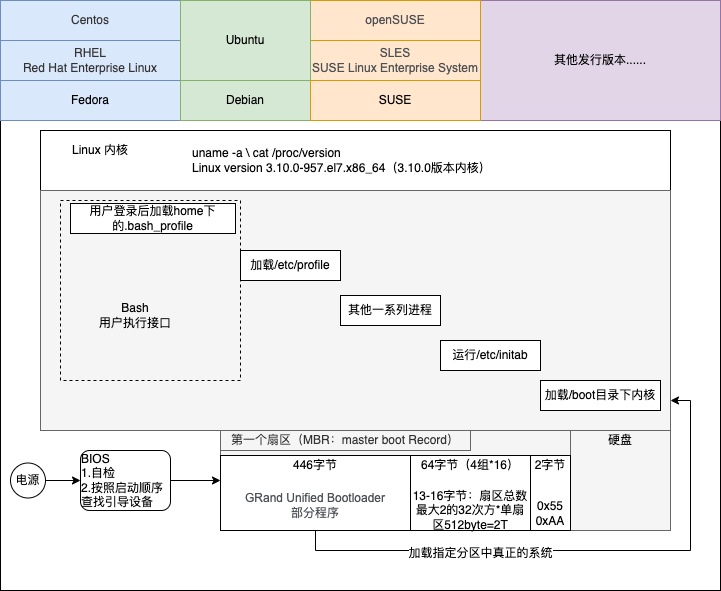 Centos
RHEL
Red Hat Enterprise Linux
Fedora
Ubuntu
Debian
openSUSE
SLES
SUSE Linux Enterprise System
SUSE
其他发行版本......
Linux 内核
uname -a \ cat /proc/version
Linux version 3.10.0-957.el7.x86_64（3.10.0版本内核）
用户登录后加载home下
的.bash_profile
Bash
用户执行接口
加载/etc/profile
其他一系列进程
运行/etc/initab
加载/boot目录下内核
第一个扇区（MBR：master boot Record）
硬盘
电源
BIOS
1.自检
2.按照启动顺序
查找引导设备
446字节
GRand Unified Bootloader
部分程序
64字节（4组*16）
13-16字节：扇区总数
最大2的32次方*单扇
区512byte=2T
2字节
0x55
0xAA
加载指定分区中真正的系统